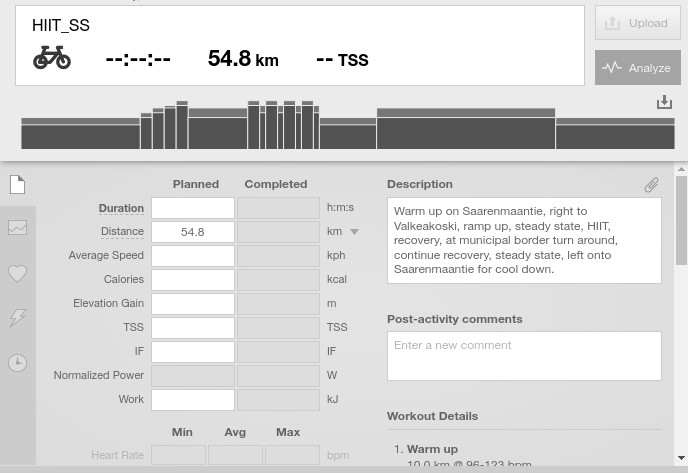 HIIT_SS
--:--:-- 54.8 km -- TSS
Upload
Analyze
Planned Completed
Duration h:m:s
Distance 54.8 km
Average Speed kph
Calories kcal
Elevation Gain m
TSS TSS
IF IF
Normalized Power W
Work kJ
Min Avg Max
Heart Rate bpm
Description
Warm up on Saarenmaantie, right to
Valkeakoski, ramp up, steady state, HIIT,
recovery, at municipal border turn around,
continue recovery, steady state, left onto
Saarenmaantie for cool down.
Post-activity comments
Enter a new comment
Workout Details
1. Warm up
10.0 km @ 96-123 bpm